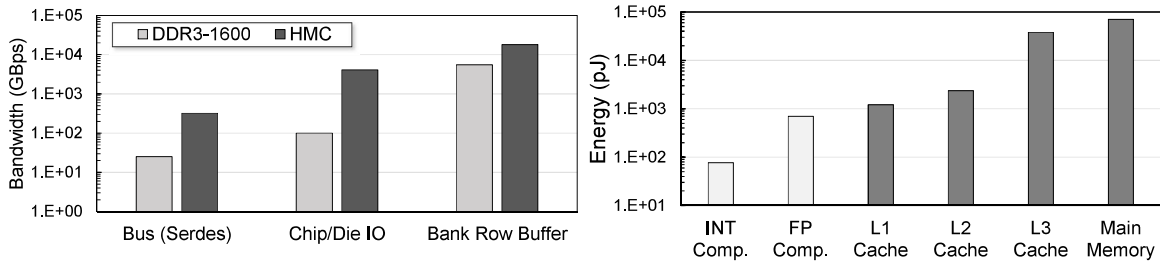 Bandwidth (GBps)
1.E+05
1.E+04
1.E+03
1.E+02
1.E+01
1.E+00
DDR3-1600 HMC
Bus (Serdes) Chip/Die IO Bank Row Buffer
Energy (pJ)
1.E+05
1.E+04
1.E+03
1.E+02
1.E+01
INT FP L1 L2 L3 Main
Comp. Comp. Cache Cache Cache Memory